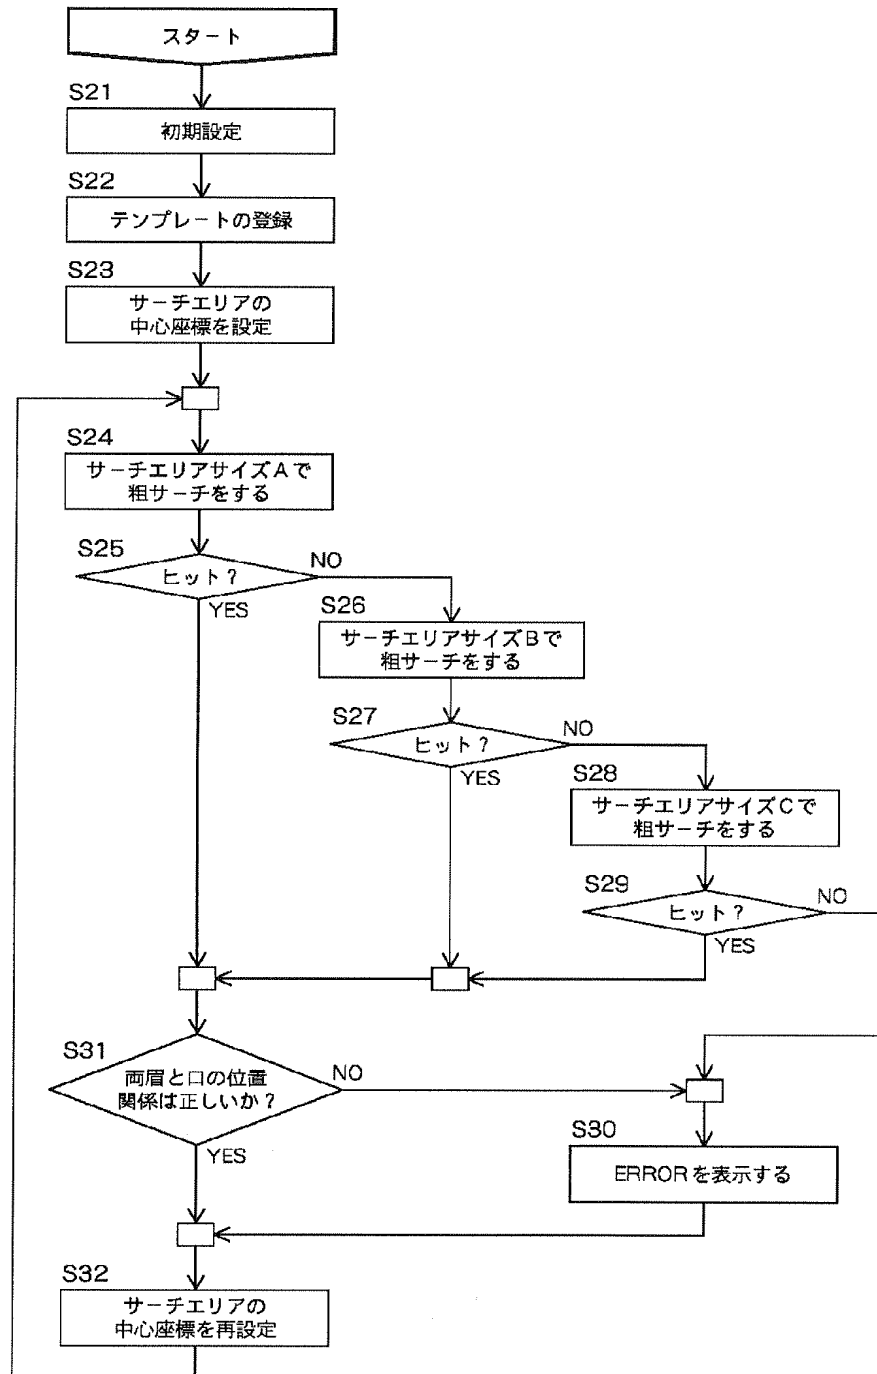 スタート
S21
初期設定
S22
テンプレートの登録
S23
サーチエリアの
中心座標を設定
S24
サーチエリアサイズAで
粗サーチをする
S25
ヒット?
NO
YES
S26
サーチエリアサイズBで
粗サーチをする
S27
ヒット?
NO
YES
S28
サーチエリアサイズCで
粗サーチをする
S29
ヒット?
NO
YES
S31
両眉と口の位置
関係は正しいか?
NO
YES
S30
ERRORを表示する
S32
サーチエリアの
中心座標を再設定